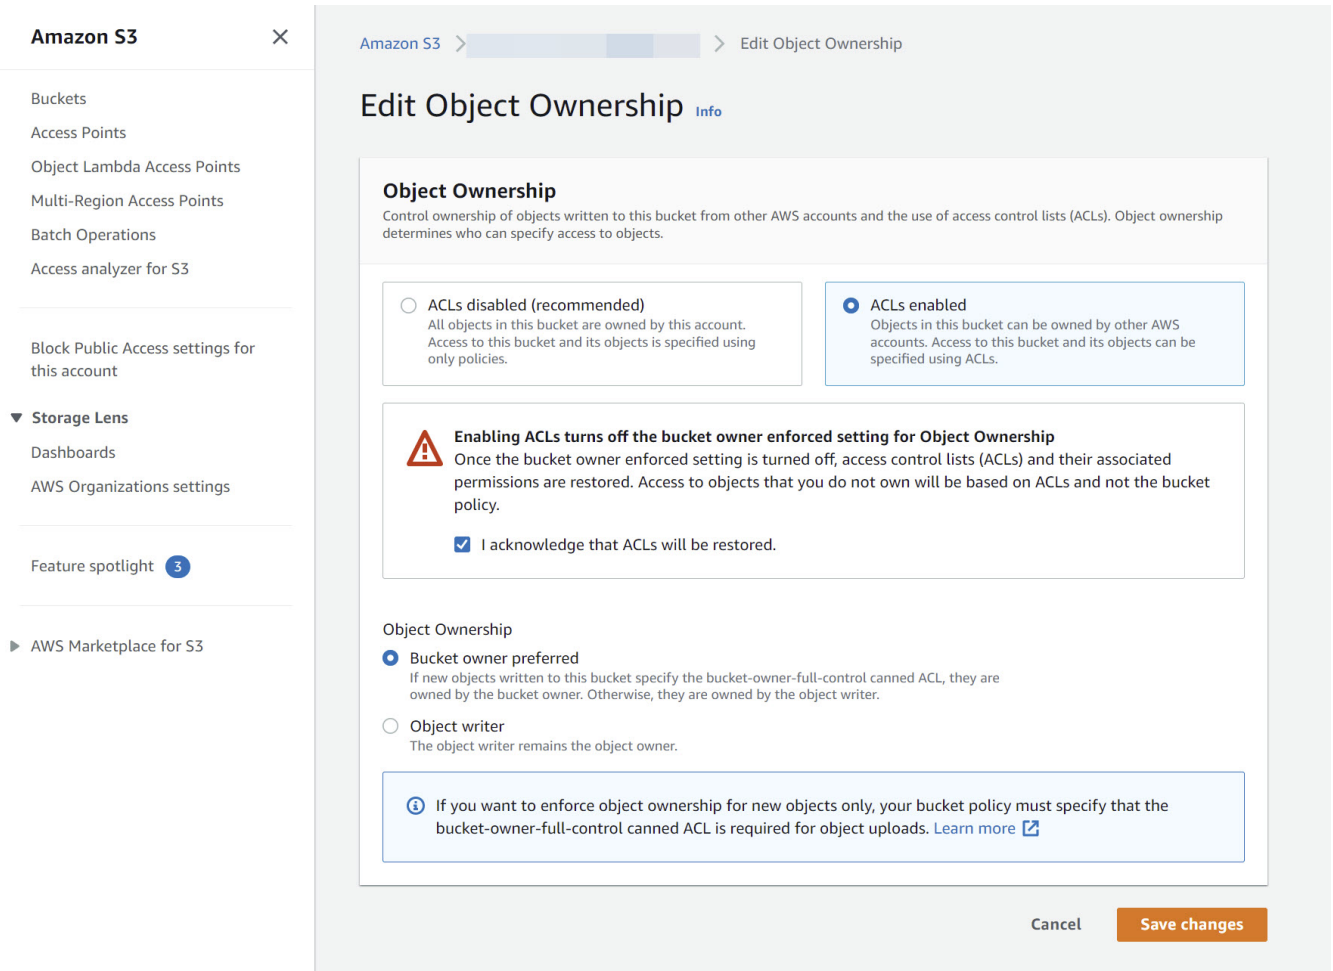 Amazon S3
Buckets
Access Points
Object Lambda Access Points
Multi-Region Access Points
Batch Operations
Access analyzer for S3
Block Public Access settings for
this account
Storage Lens
Dashboards
AWS Organizations settings
Feature spotlight 3
AWS Marketplace for S3
Amazon S3 > > Edit Object Ownership
Edit Object Ownership Info
Object Ownership
Control ownership of objects written to this bucket from other AWS accounts and the use of access control lists (ACLs). Object ownership
determines who can specify access to objects.
ACLs disabled (recommended)
All objects in this bucket are owned by this account.
Access to this bucket and its objects is specified using
only policies.
ACLs enabled
Objects in this bucket can be owned by other AWS
accounts. Access to this bucket and its objects can be
specified using ACLs.
Enabling ACLs turns off the bucket owner enforced setting for Object Ownership
Once the bucket owner enforced setting is turned off, access control lists (ACLs) and their associated
permissions are restored. Access to objects that you do not own will be based on ACLs and not the bucket
policy.
I acknowledge that ACLs will be restored.
Object Ownership
Bucket owner preferred
If new objects written to this bucket specify the bucket-owner-full-control canned ACL, they are
owned by the bucket owner. Otherwise, they are owned by the object writer.
Object writer
The object writer remains the object owner.
If you want to enforce object ownership for new objects only, your bucket policy must specify that the
bucket-owner-full-control canned ACL is required for object uploads. Learn more
Cancel
Save changes